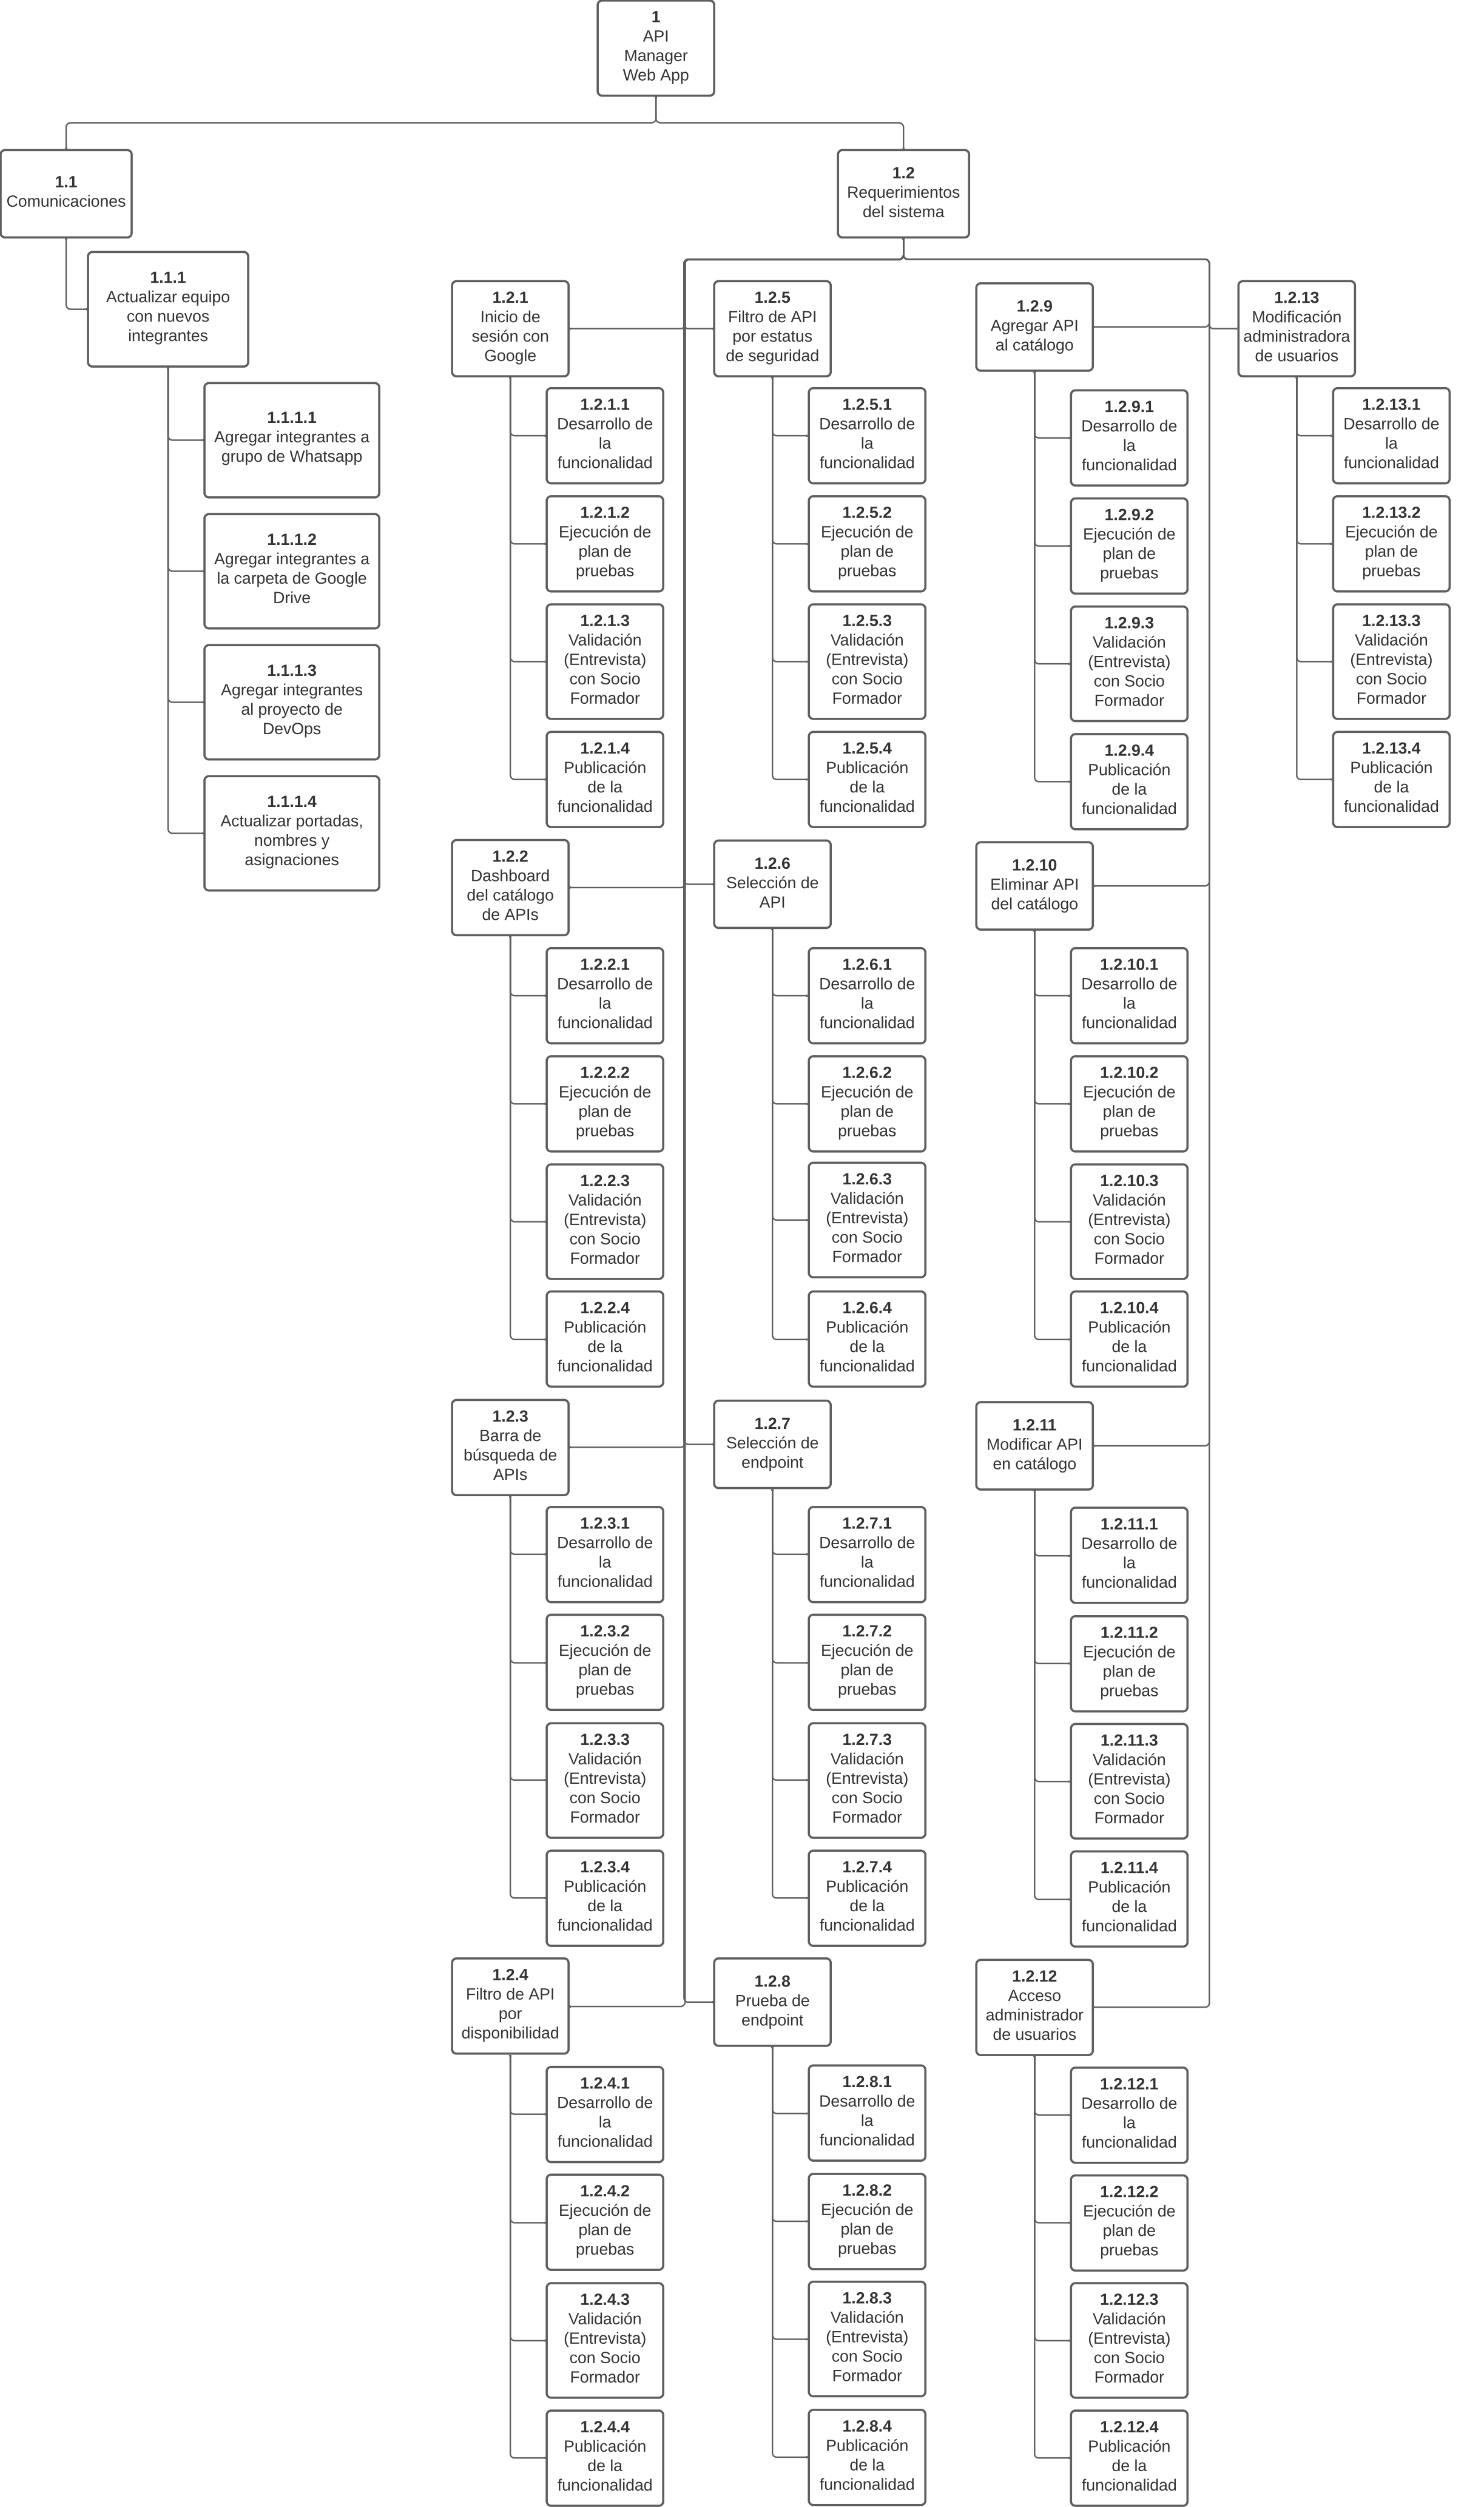 1
API
Manager
Web App
1.1
Comunicaciones
1.2
Requerimientos
del sistema
1.1.1
Actualizar equipo
con nuevos
integrantes
1.1.1.1
Agregar integrantes a
grupo de Whatsapp
1.1.1.2
Agregar integrantes a
la carpeta de Google
Drive
1.1.1.3
Agregar integrantes
al proyecto de
DevOps
1.1.1.4
Actualizar portadas,
nombres y
asignaciones
1.2.1
Inicio de
sesión con
Google
1.2.1.1
Desarrollo de
la
funcionalidad
1.2.1.2
Ejecución de
plan de
pruebas
1.2.1.3
Validación
(Entrevista)
con Socio
Formador
1.2.1.4
Publicación
de la
funcionalidad
1.2.2
Dashboard
del catálogo
de APIs
1.2.2.1
Desarrollo de
la
funcionalidad
1.2.2.2
Ejecución de
plan de
pruebas
1.2.2.3
Validación
(Entrevista)
con Socio
Formador
1.2.2.4
Publicación
de la
funcionalidad
1.2.3
Barra de
búsqueda de
APIs
1.2.3.1
Desarrollo de
la
funcionalidad
1.2.3.2
Ejecución de
plan de
pruebas
1.2.3.3
Validación
(Entrevista)
con Socio
Formador
1.2.3.4
Publicación
de la
funcionalidad
1.2.4
Filtro de API
por
disponibilidad
1.2.4.1
Desarrollo de
la
funcionalidad
1.2.4.2
Ejecución de
plan de
pruebas
1.2.4.3
Validación
(Entrevista)
con Socio
Formador
1.2.4.4
Publicación
de la
funcionalidad
1.2.5
Filtro de API
por estatus
de seguridad
1.2.5.1
Desarrollo de
la
funcionalidad
1.2.5.2
Ejecución de
plan de
pruebas
1.2.5.3
Validación
(Entrevista)
con Socio
Formador
1.2.5.4
Publicación
de la
funcionalidad
1.2.6
Selección de
API
1.2.6.1
Desarrollo de
la
funcionalidad
1.2.6.2
Ejecución de
plan de
pruebas
1.2.6.3
Validación
(Entrevista)
con Socio
Formador
1.2.6.4
Publicación
de la
funcionalidad
1.2.7
Selección de
endpoint
1.2.7.1
Desarrollo de
la
funcionalidad
1.2.7.2
Ejecución de
plan de
pruebas
1.2.7.3
Validación
(Entrevista)
con Socio
Formador
1.2.7.4
Publicación
de la
funcionalidad
1.2.8
Prueba de
endpoint
1.2.8.1
Desarrollo de
la
funcionalidad
1.2.8.2
Ejecución de
plan de
pruebas
1.2.8.3
Validación
(Entrevista)
con Socio
Formador
1.2.8.4
Publicación
de la
funcionalidad
1.2.9
Agregar API
al catálogo
1.2.9.1
Desarrollo de
la
funcionalidad
1.2.9.2
Ejecución de
plan de
pruebas
1.2.9.3
Validación
(Entrevista)
con Socio
Formador
1.2.9.4
Publicación
de la
funcionalidad
1.2.10
Eliminar API
del catálogo
1.2.10.1
Desarrollo de
la
funcionalidad
1.2.10.2
Ejecución de
plan de
pruebas
1.2.10.3
Validación
(Entrevista)
con Socio
Formador
1.2.10.4
Publicación
de la
funcionalidad
1.2.11
Modificar API
en catálogo
1.2.11.1
Desarrollo de
la
funcionalidad
1.2.11.2
Ejecución de
plan de
pruebas
1.2.11.3
Validación
(Entrevista)
con Socio
Formador
1.2.11.4
Publicación
de la
funcionalidad
1.2.12
Acceso
administrador
de usuarios
1.2.12.1
Desarrollo de
la
funcionalidad
1.2.12.2
Ejecución de
plan de
pruebas
1.2.12.3
Validación
(Entrevista)
con Socio
Formador
1.2.12.4
Publicación
de la
funcionalidad
1.2.13
Modificación
administradora
de usuarios
1.2.13.1
Desarrollo de
la
funcionalidad
1.2.13.2
Ejecución de
plan de
pruebas
1.2.13.3
Validación
(Entrevista)
con Socio
Formador
1.2.13.4
Publicación
de la
funcionalidad